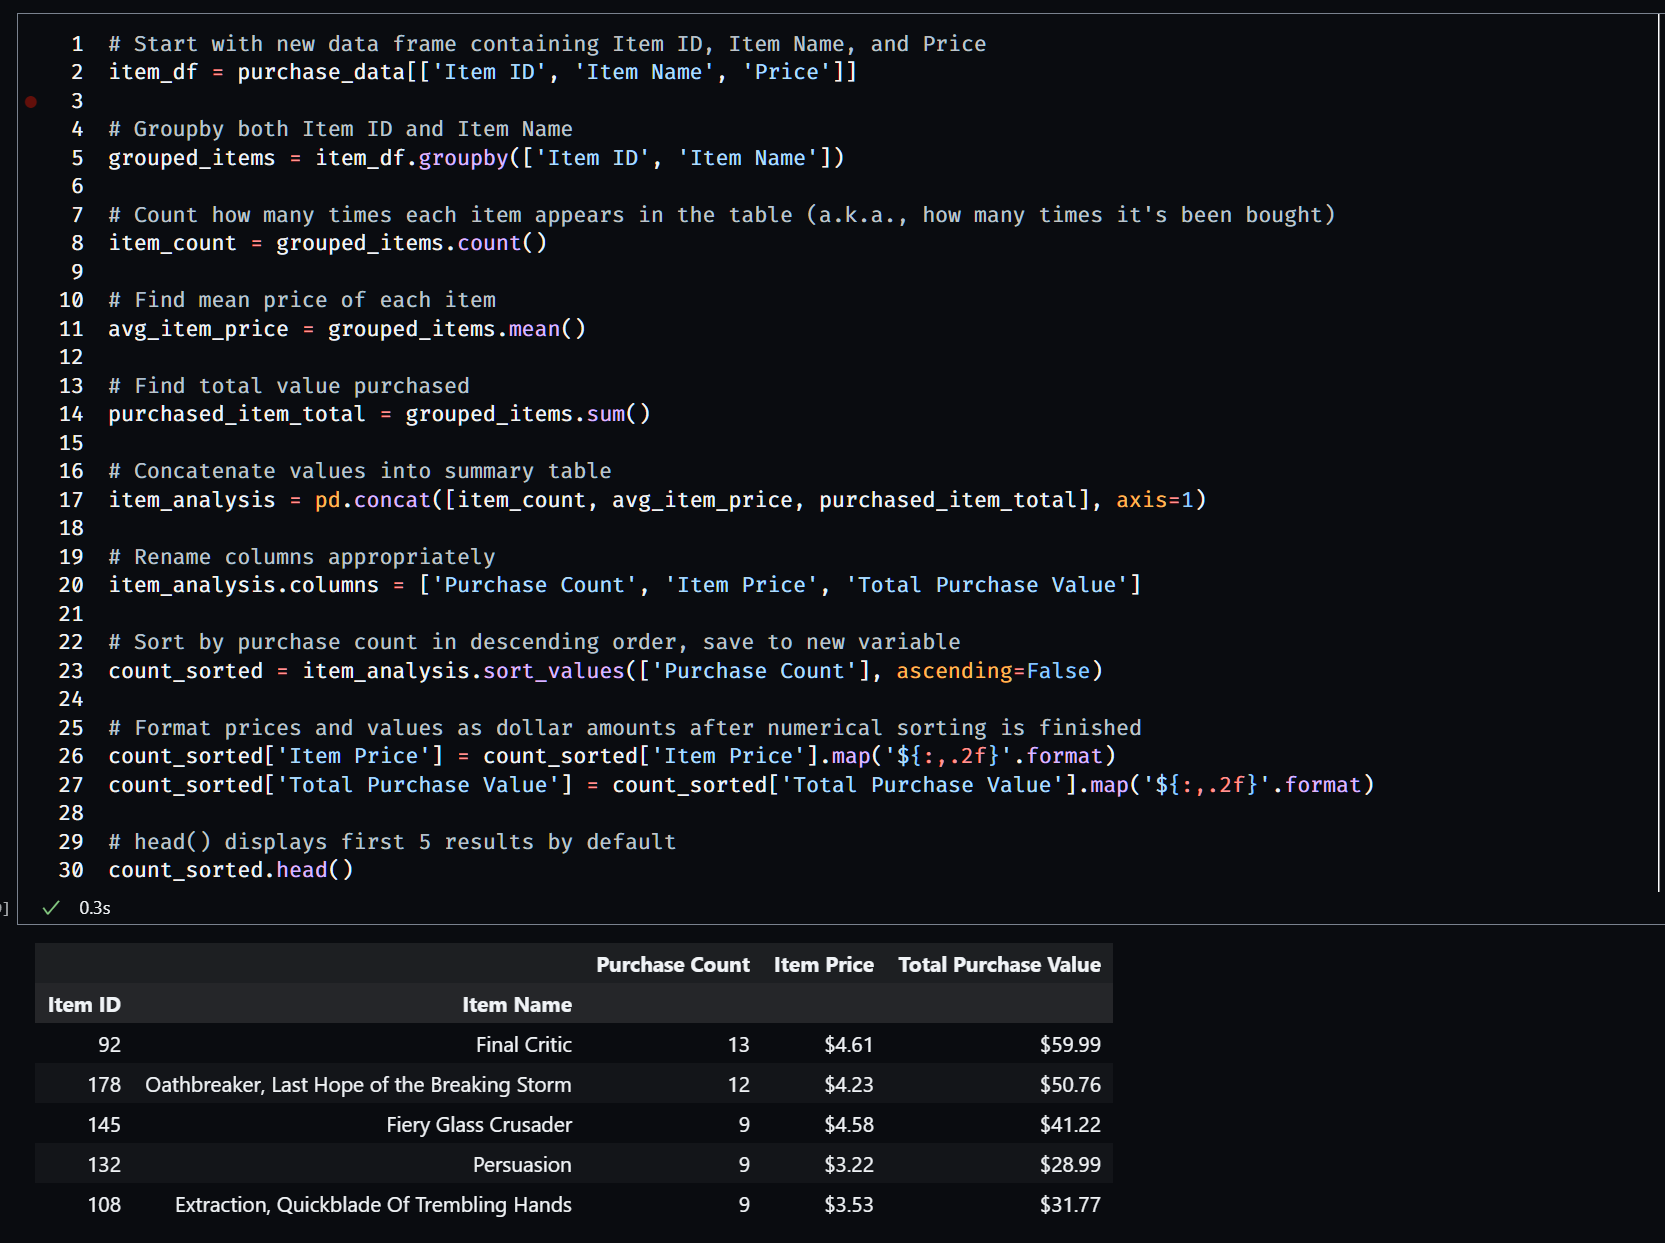 1 # Start with new data frame containing Item ID, Item Name, and Price
2 item_df = purchase_data[['Item ID', 'Item Name', 'Price']]
3
4 # Groupby both Item ID and Item Name
5 grouped_items = item_df.groupby(['Item ID', 'Item Name'])
6
7 # Count how many times each item appears in the table (a.k.a., how many times it's been bought)
8 item_count = grouped_items.count()
9
10 # Find mean price of each item
11 avg_item_price = grouped_items.mean()
12
13 # Find total value purchased
14 purchased_item_total = grouped_items.sum()
15
16 # Concatenate values into summary table
17 item_analysis = pd.concat([item_count, avg_item_price, purchased_item_total], axis=1)
18
19 # Rename columns appropriately
20 item_analysis.columns = ['Purchase Count', 'Item Price', 'Total Purchase Value']
21
22 # Sort by purchase count in descending order, save to new variable
23 count_sorted = item_analysis.sort_values(['Purchase Count'], ascending=False)
24
25 # Format prices and values as dollar amounts after numerical sorting is finished
26 count_sorted['Item Price'] = count_sorted['Item Price'].map('${:,.2f}'.format)
27 count_sorted['Total Purchase Value'] = count_sorted['Total Purchase Value'].map('${:,.2f}'.format)
28
29 # head() displays first 5 results by default
30 count_sorted.head()
] ✓ 0.3s
Purchase Count Item Price Total Purchase Value
Item ID Item Name
92 Final Critic 13 $4.61 $59.99
178 Oathbreaker, Last Hope of the Breaking Storm 12 $4.23 $50.76
145 Fiery Glass Crusader 9 $4.58 $41.22
132 Persuasion 9 $3.22 $28.99
108 Extraction, Quickblade Of Trembling Hands 9 $3.53 $31.77